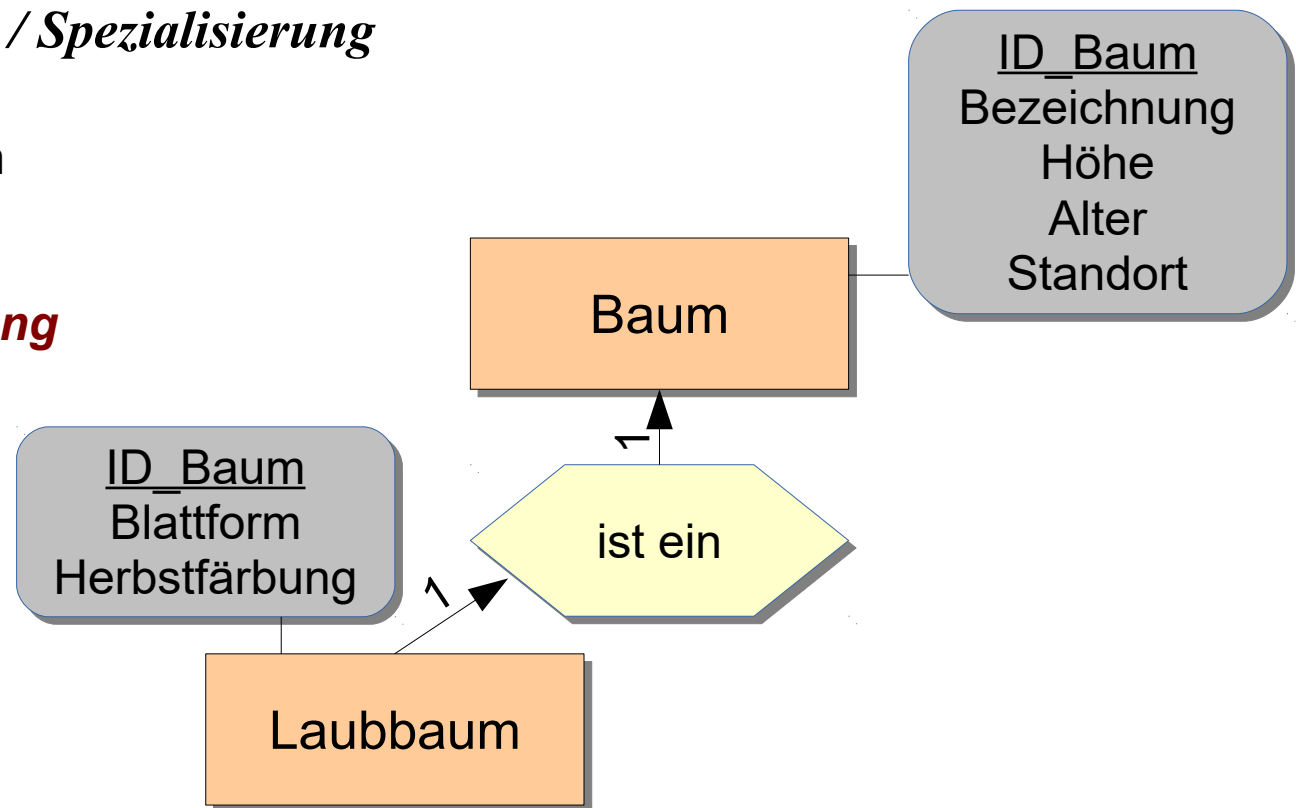 / Spezialisierung
ID_Baum
Bezeichnung
Höhe
Alter
Standort
ng
Baum
1
ID_Baum
Blattform
Herbstfärbung
ist ein
1
Laubbaum